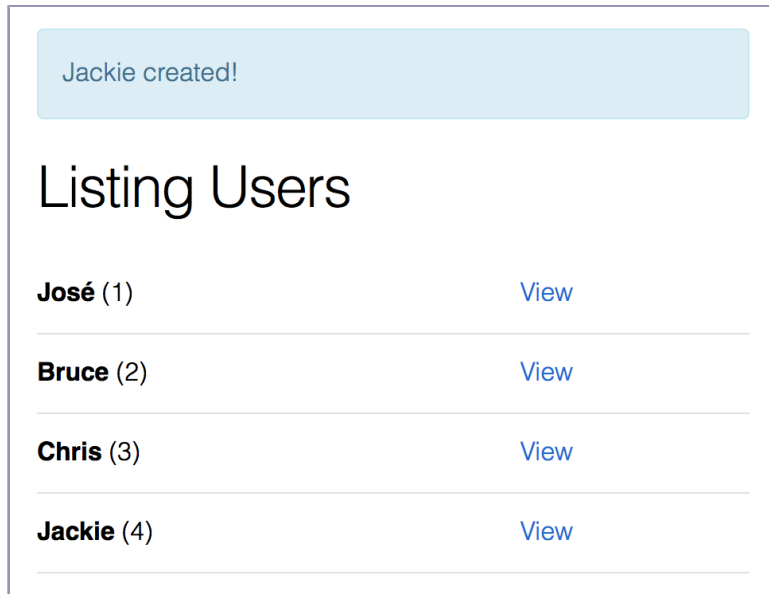 Jackie created!
Listing Users
José (1) View
Bruce (2) View
Chris (3) View
Jackie (4) View